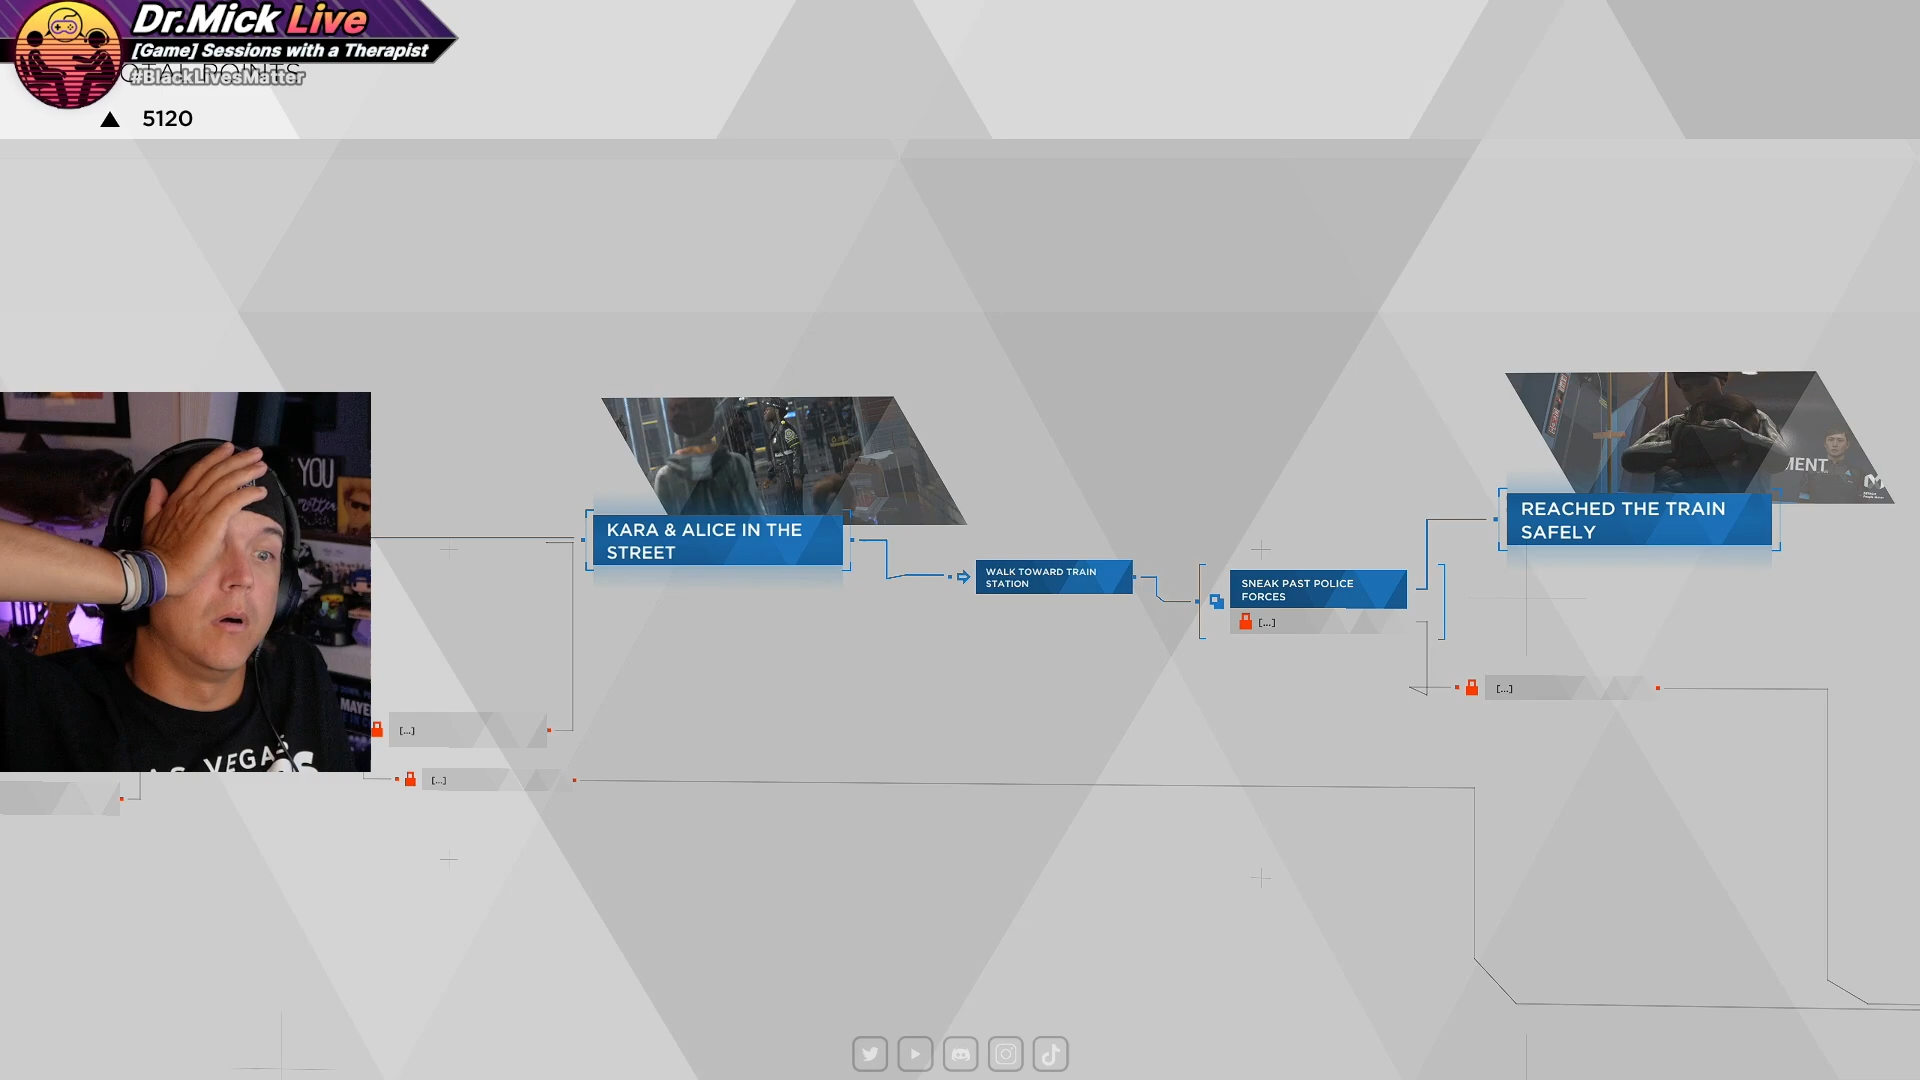 Dr.Mick Live
[Game] Sessions with a Therapist
#BlackLivesMatter
5120
YOU
KARA & ALICE IN THE
STREET
WALK TOWARD TRAIN
STATION
SNEAK PAST POLICE
FORCES
[...]
REACHED THE TRAIN
SAFELY
[...]
[...]
[...]
VEGAS